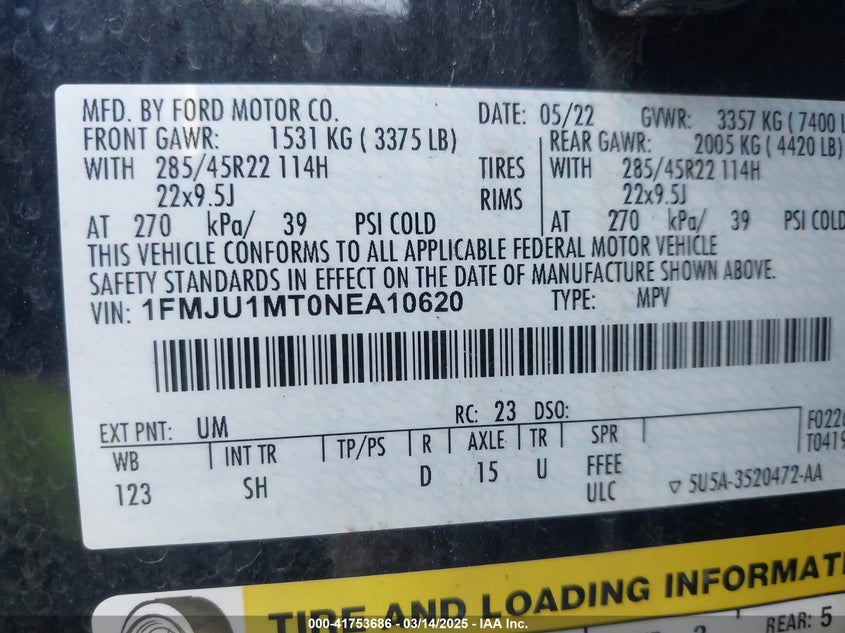 MFD. BY FORD MOTOR CO. DATE: 05/22 GVWR: 3357 KG ( 7400
FRONT GAWR: 1531 KG ( 3375 LB) REAR GAWR: 2005 KG ( 4420 LB)
WITH 285/45R22 114H TIRES WITH 285/45R22 114H
22x9.5J RIMS 22x9.5J
AT 270 kPa/ 39 PSI COLD AT 270 kPa/ 39 PSI COLD
THIS VEHICLE CONFORMS TO ALL APPLICABLE FEDERAL MOTOR VEHICLE
SAFETY STANDARDS IN EFFECT ON THE DATE OF MANUFACTURE SHOWN ABOVE.
VIN: 1FMJU1MT0NEA10620 TYPE: MPV
EXT PNT: UM RC: 23 DSO:
WB INT TR TP/PS R AXLE TR SPR
123 SH D 15 U FFEE
ULC ▽ 5U5A-3520472-AA
TIRE AND LOADING
REAR: 5
000-41753686 - 03/14/2025 - IAA Inc.